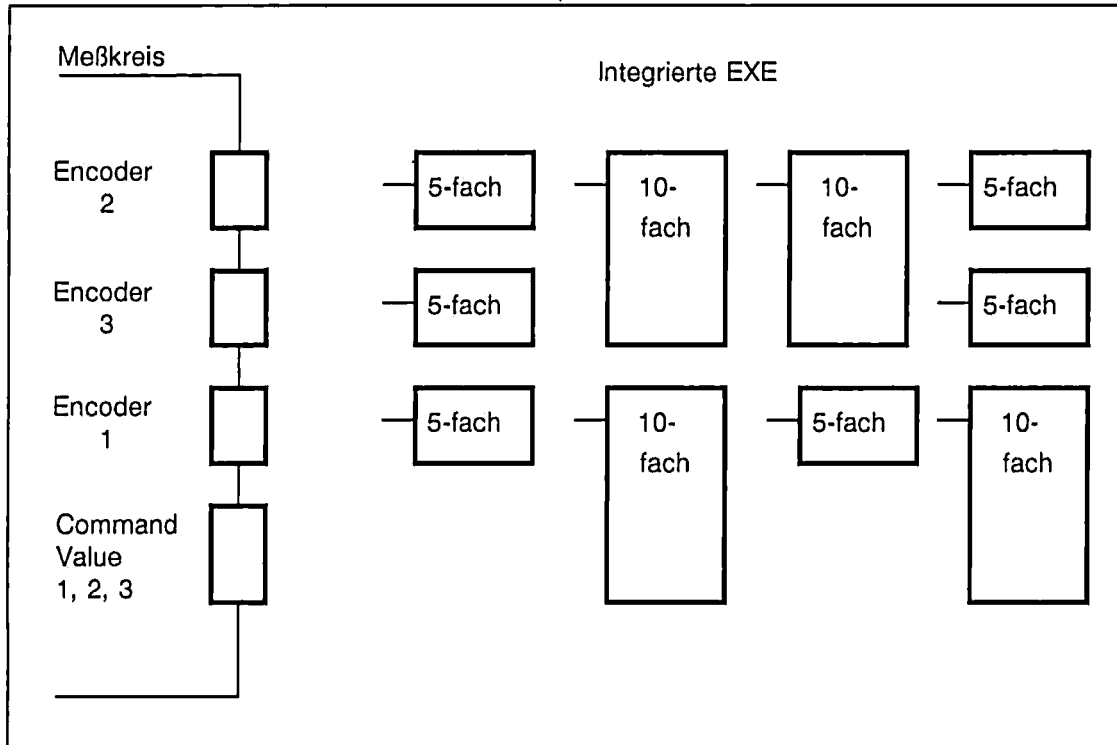 Meßkreis
Integrierte EXE
Encoder
2
5-fach
10-
fach
10-
fach
5-fach
Encoder
3
5-fach
5-fach
Encoder
1
5-fach
10-
fach
5-fach
10-
fach
Command
Value
1, 2, 3